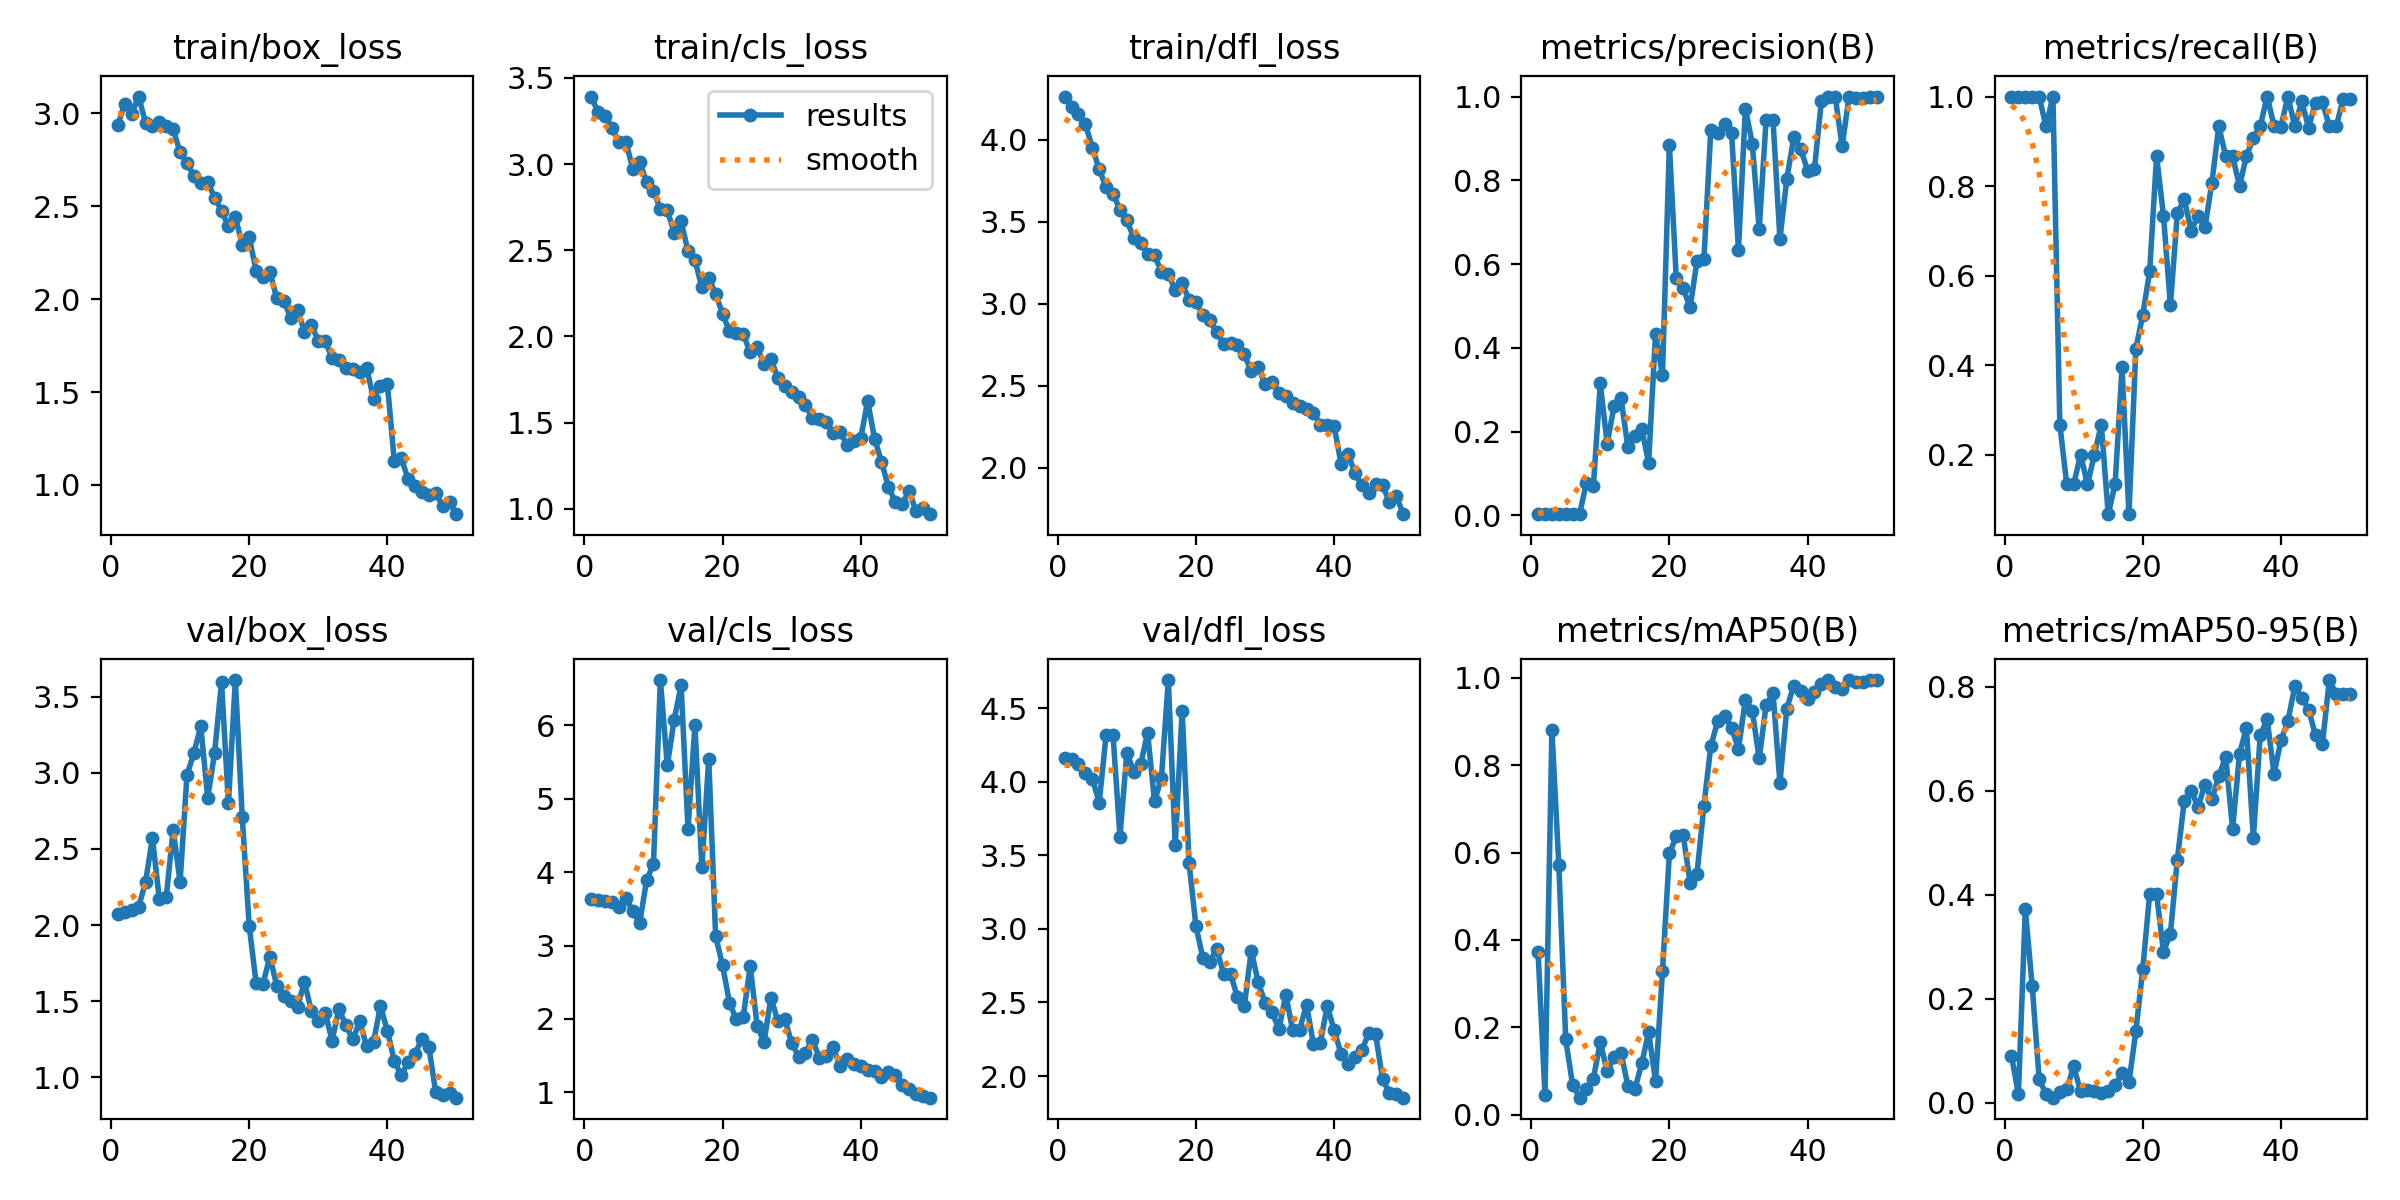 train/box_loss
3.0
2.5
2.0
1.5
1.0
0 20 40
train/cls_loss
results
smooth
3.5
3.0
2.5
2.0
1.5
1.0
0 20 40
train/dfl_loss
4.0
3.5
3.0
2.5
2.0
0 20 40
metrics/precision(B)
1.0
0.8
0.6
0.4
0.2
0.0
0 20 40
metrics/recall(B)
1.0
0.8
0.6
0.4
0.2
0 20 40
val/box_loss
3.5
3.0
2.5
2.0
1.5
1.0
0 20 40
val/cls_loss
6
5
4
3
2
1
0 20 40
val/dfl_loss
4.5
4.0
3.5
3.0
2.5
2.0
0 20 40
metrics/mAP50(B)
1.0
0.8
0.6
0.4
0.2
0.0
0 20 40
metrics/mAP50-95(B)
0.8
0.6
0.4
0.2
0.0
0 20 40